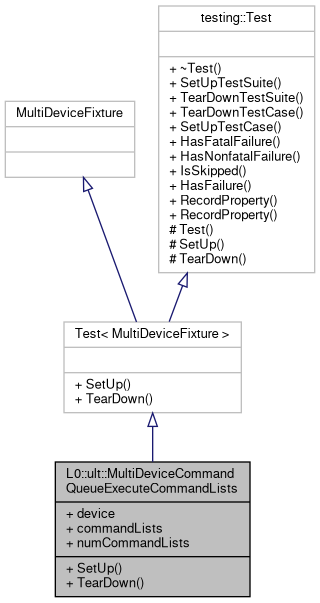 testing::Test
+ ~Test()
+ SetUpTestSuite()
+ TearDownTestSuite()
+ TearDownTestCase()
+ SetUpTestCase()
+ HasFatalFailure()
+ HasNonfatalFailure()
+ IsSkipped()
+ HasFailure()
+ RecordProperty()
+ RecordProperty()
# Test()
# SetUp()
# TearDown()
MultiDeviceFixture
Test< MultiDeviceFixture >
+ SetUp()
+ TearDown()
L0::ult::MultiDeviceCommand
QueueExecuteCommandLists
+ device
+ commandLists
+ numCommandLists
+ SetUp()
+ TearDown()